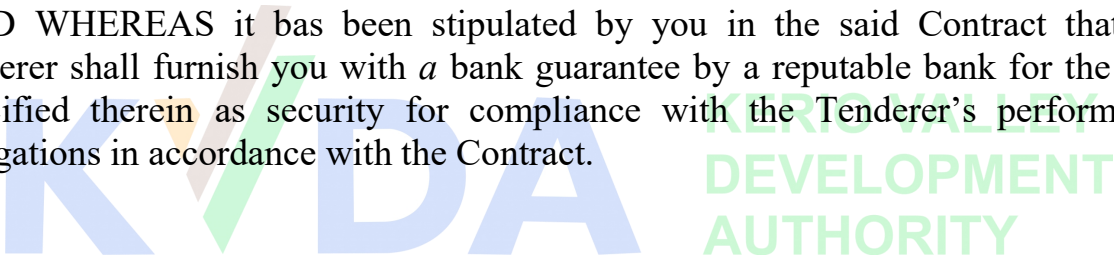 D WHEREAS it bas been stipulated by you in the said Contract that
erer shall furnish you with a bank guarantee by a reputable bank for the
ified therein as security for compliance with the Tenderer's perform
gations in accordance with the Contract.
KVDA
KERIO VALLEY
DEVELOPMENT
AUTHORITY